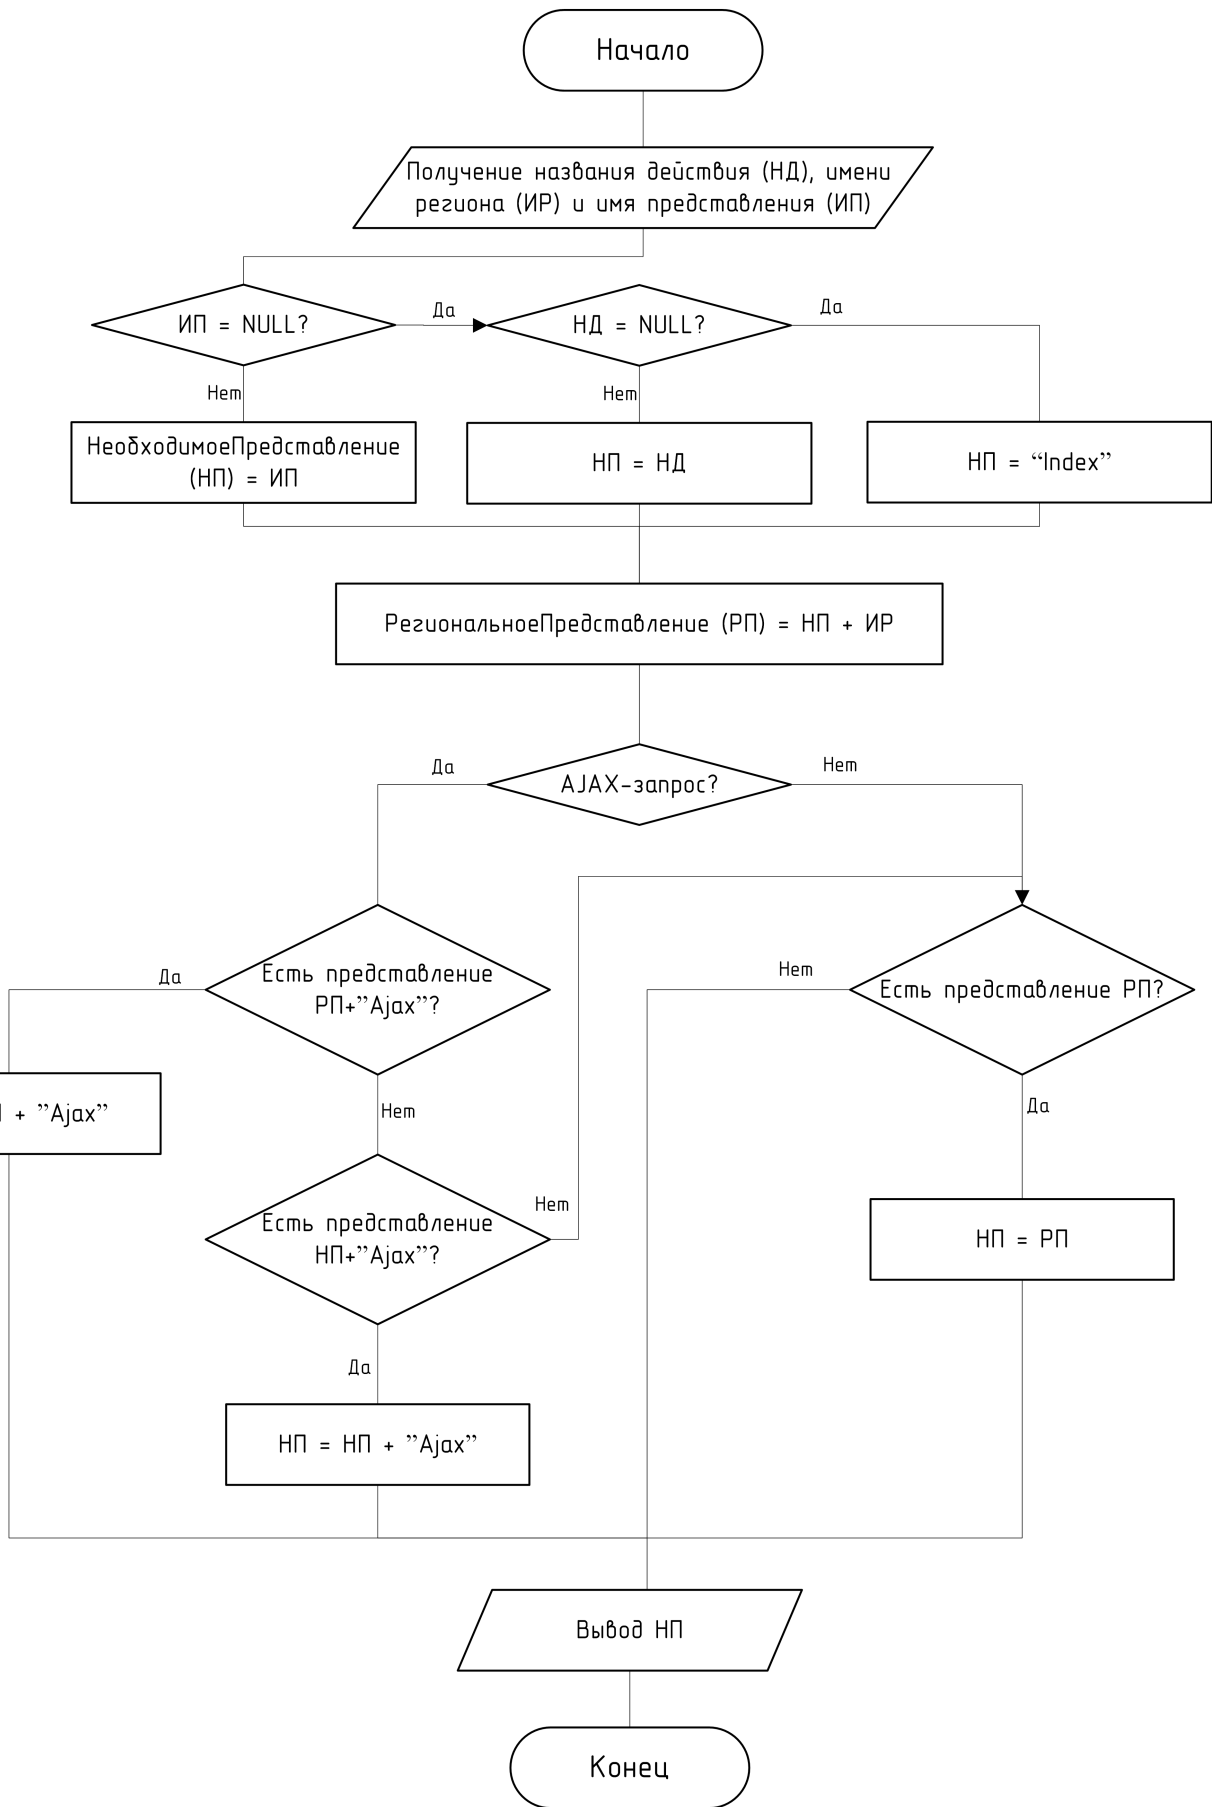 Начало
Получение названия действия (НД), имени
региона (ИР) и имя представления (ИП)
ИП = NULL?
Да
НД = NULL?
Да
Нет
Нет
НеобходимоеПредставление
(НП) = ИП
НП = НД
НП = “Index”
РегиональноеПредставление (РП) = НП + ИР
AJAX-запрос?
Да
Нет
Есть представление
РП+”Ajax”?
Да
Нет
Есть представление РП?
Нет
Да
+ ”Ajax”
Есть представление
НП+”Ajax”?
Нет
Да
НП = РП
НП = НП + ”Ajax”
Вывод НП
Конец